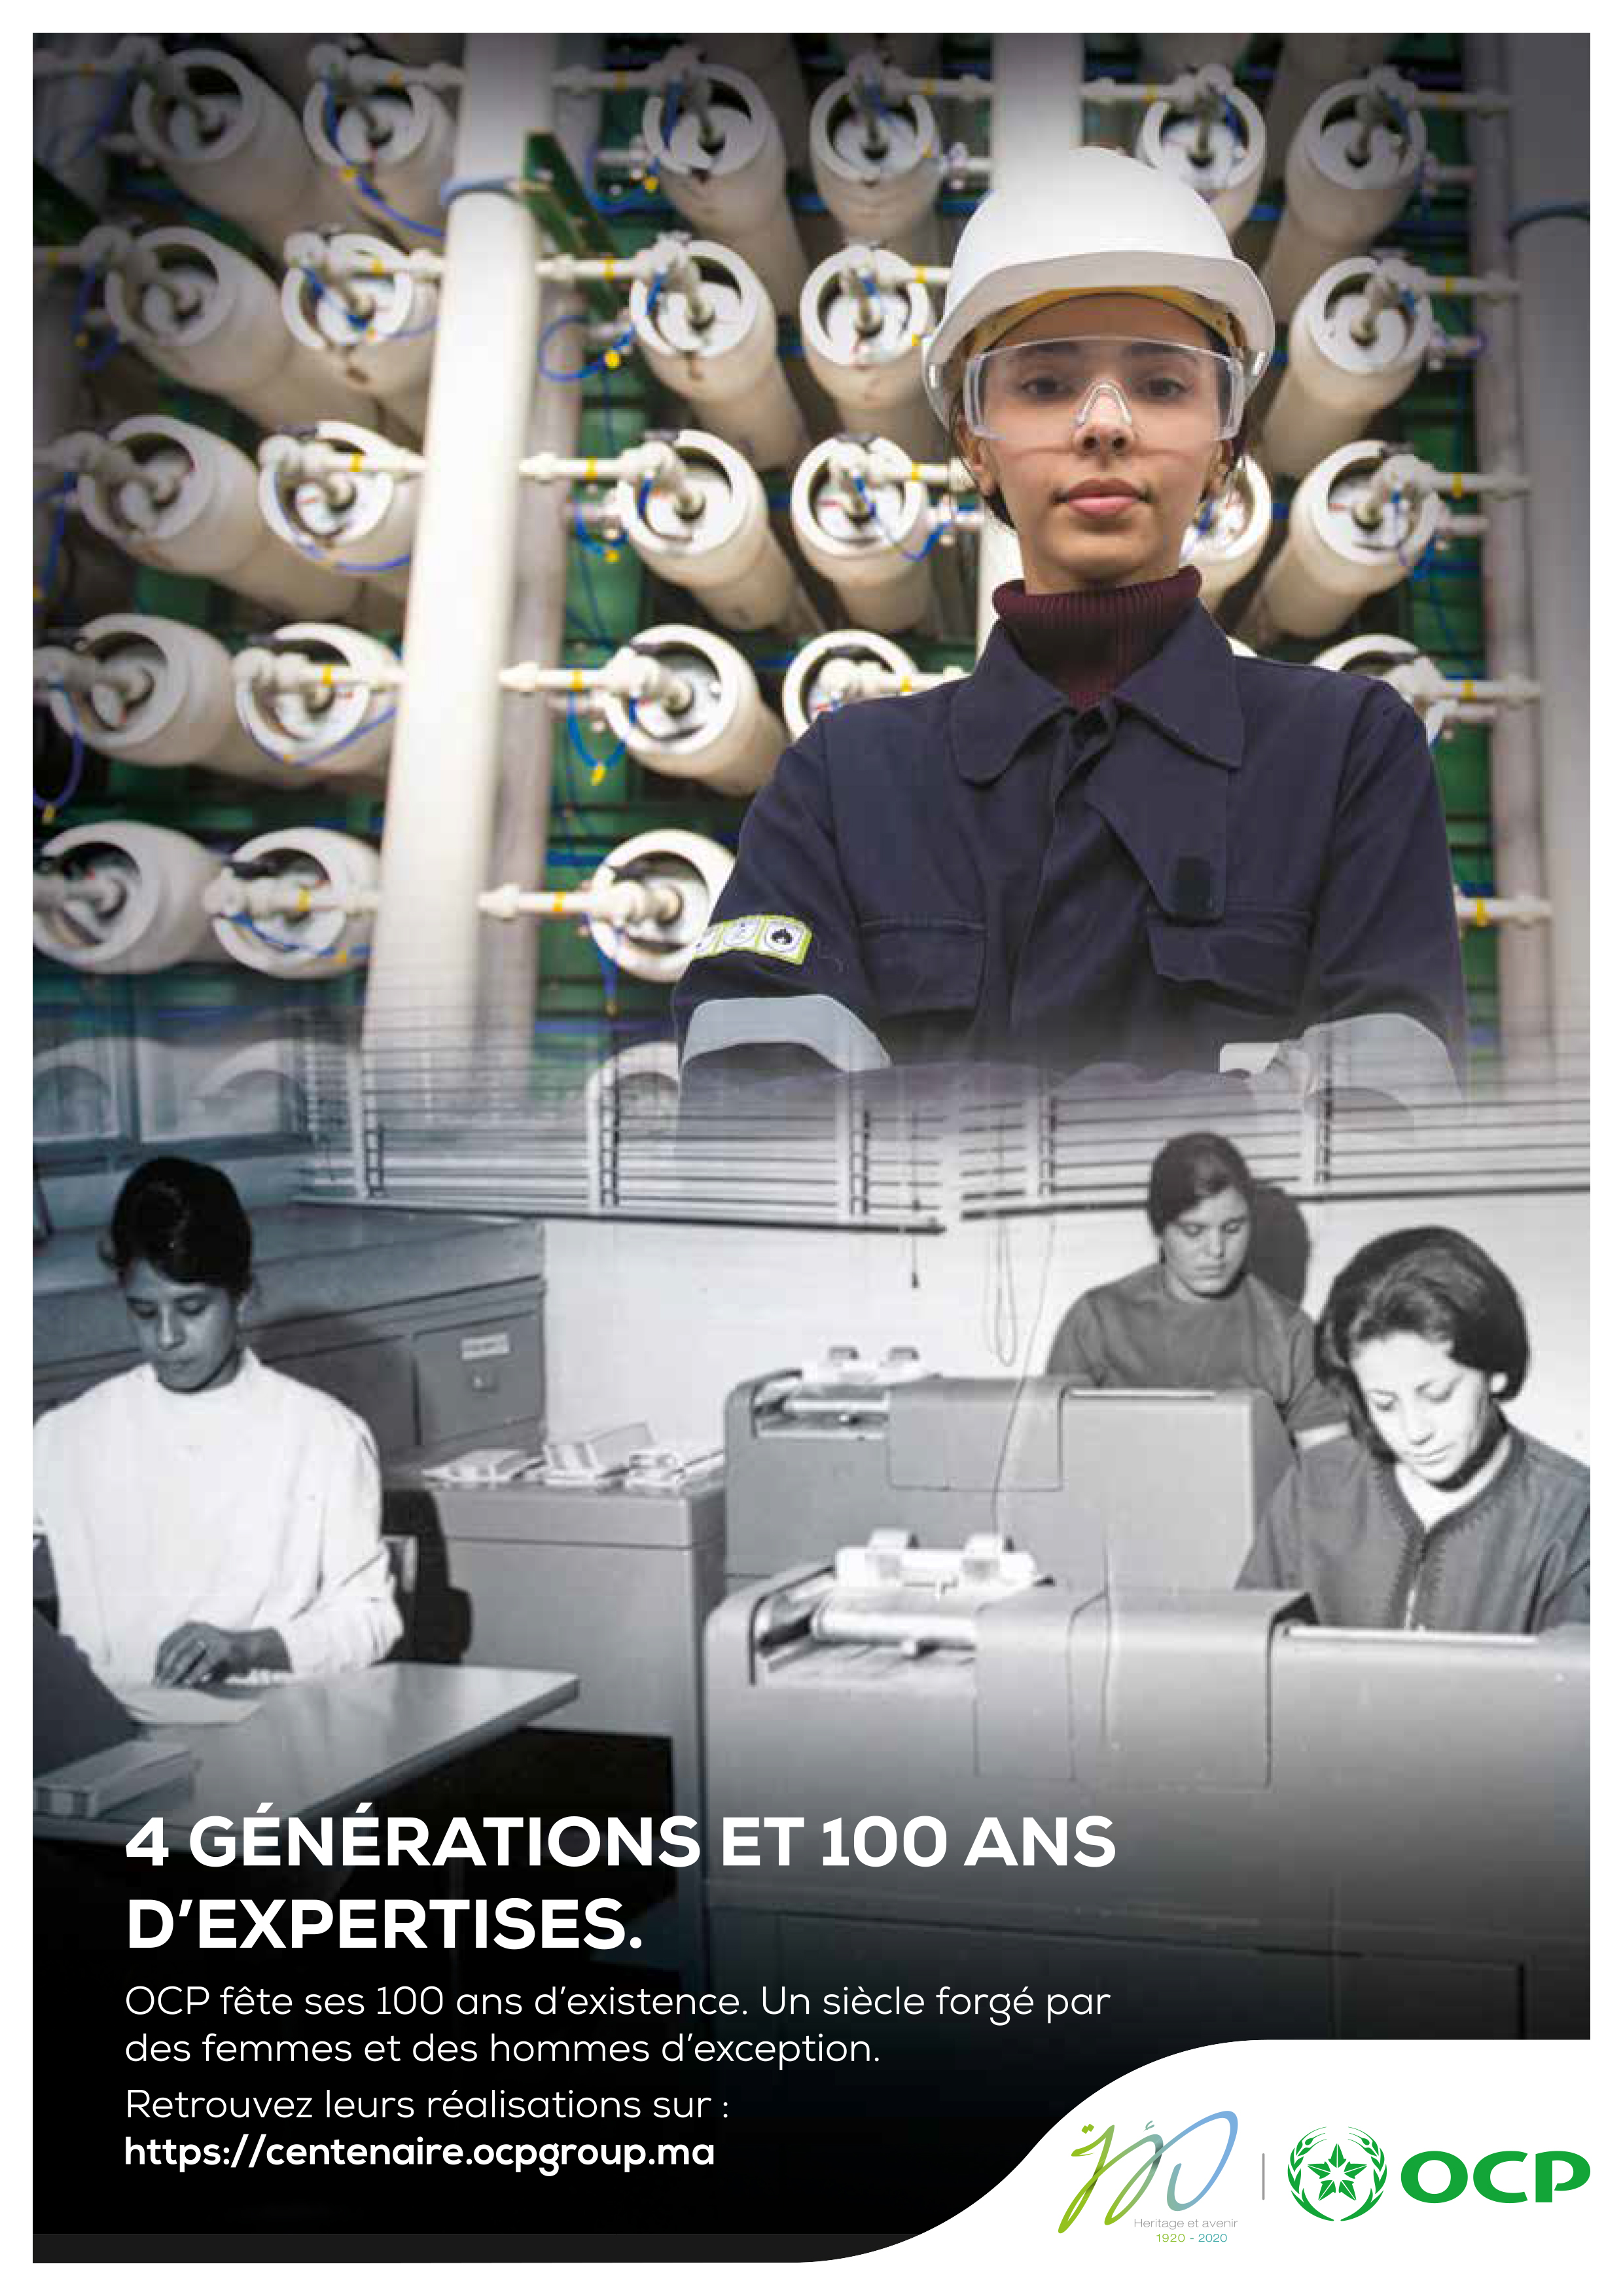 4 GÉNÉRATIONS ET 100 ANS
D’EXPERTISES.
OCP fête ses 100 ans d’existence. Un siècle forgé par
des femmes et des hommes d’exception.
Retrouvez leurs réalisations sur :
https://centenaire.ocpgroup.ma
Heritage et avenir
1920 - 2020
OCP